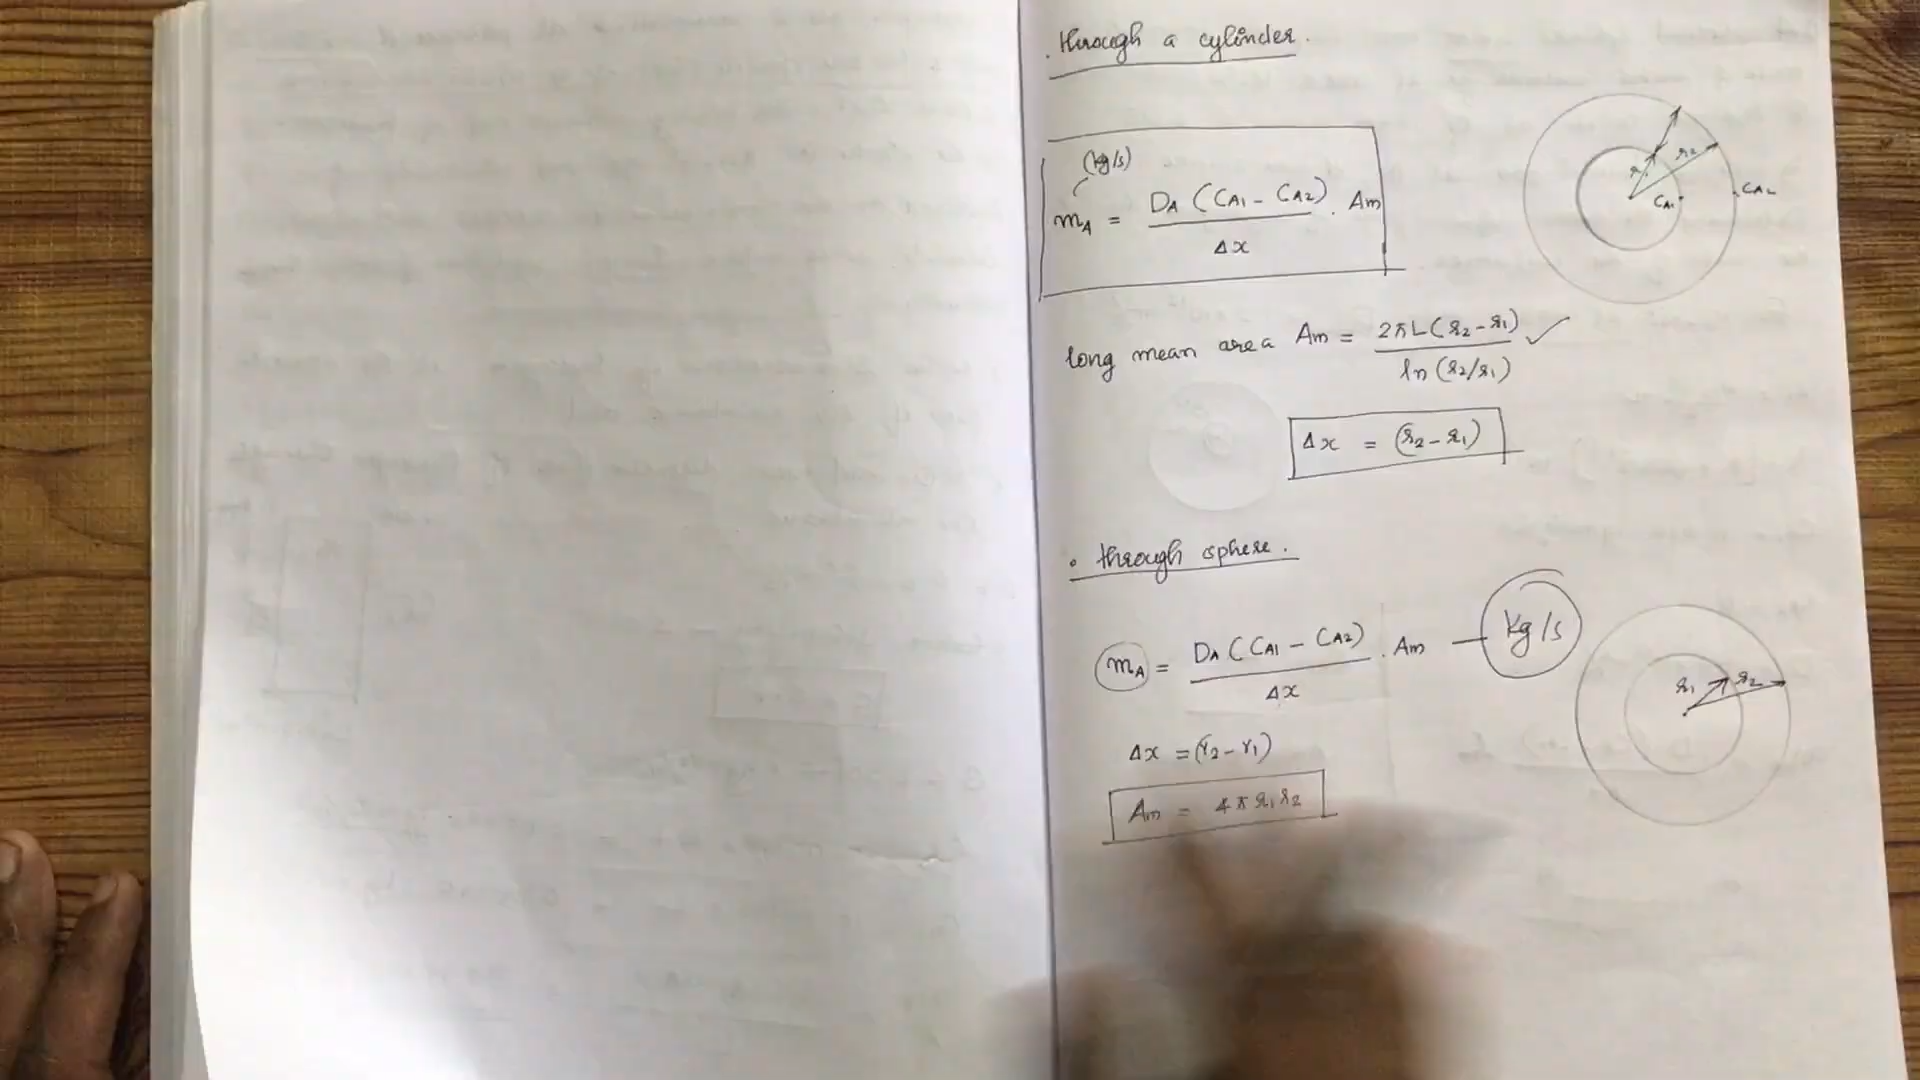 . through a cylinder.
(kg/s)
mA = DA (CA1 - CA2) . Am
Δx
r1 r2
CA1 CA2
long mean area Am = 2πL(r2 - r1) ✓
ln (r2/r1)
Δx = (r2 - r1)
• through sphere.
mA = DA (CA1 - CA2) . Am — kg/s
Δx
r1 r2
Δx = (r2 - r1)
Am = 4π r1 r2